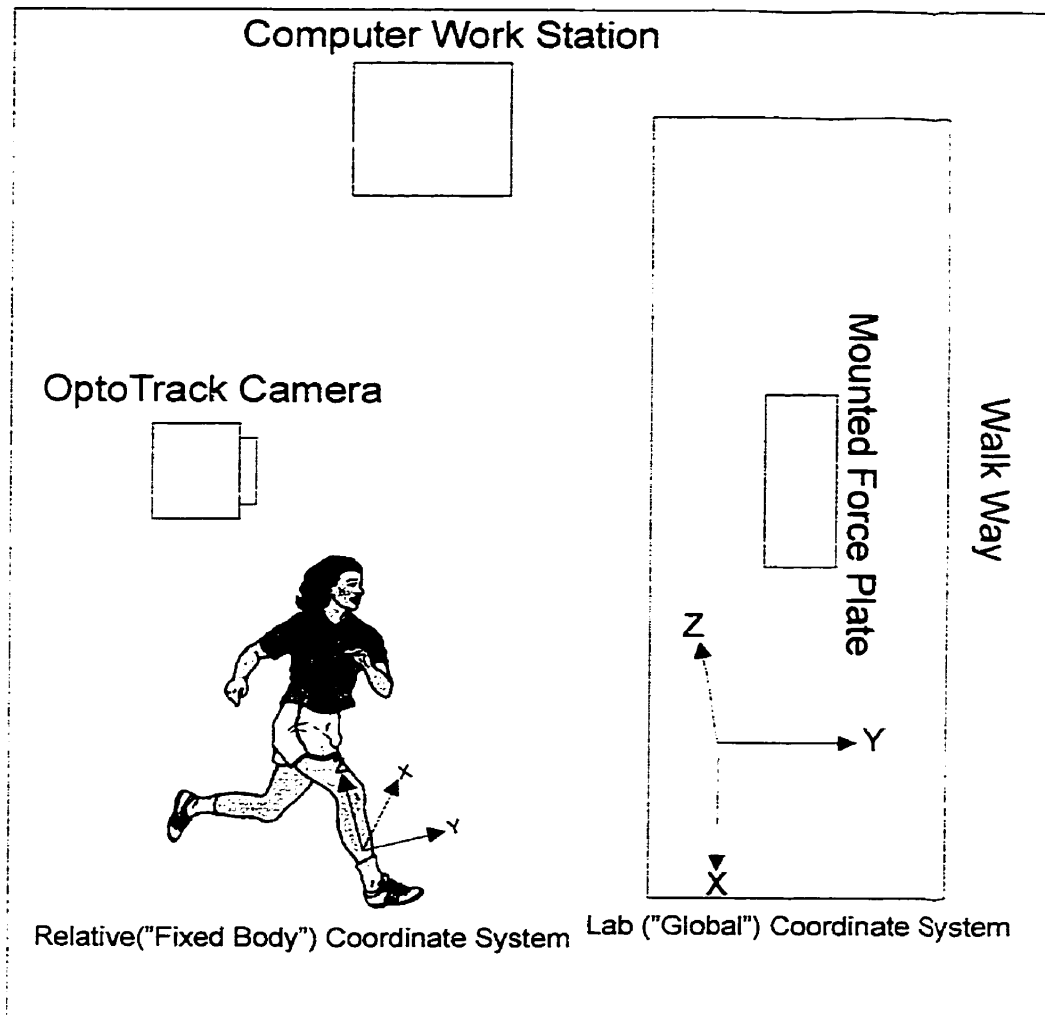 Computer Work Station
OptoTrack Camera
Mounted Force Plate
Walk Way
Z
Y
X
Z
X
Y
Relative("Fixed Body") Coordinate System
Lab ("Global") Coordinate System